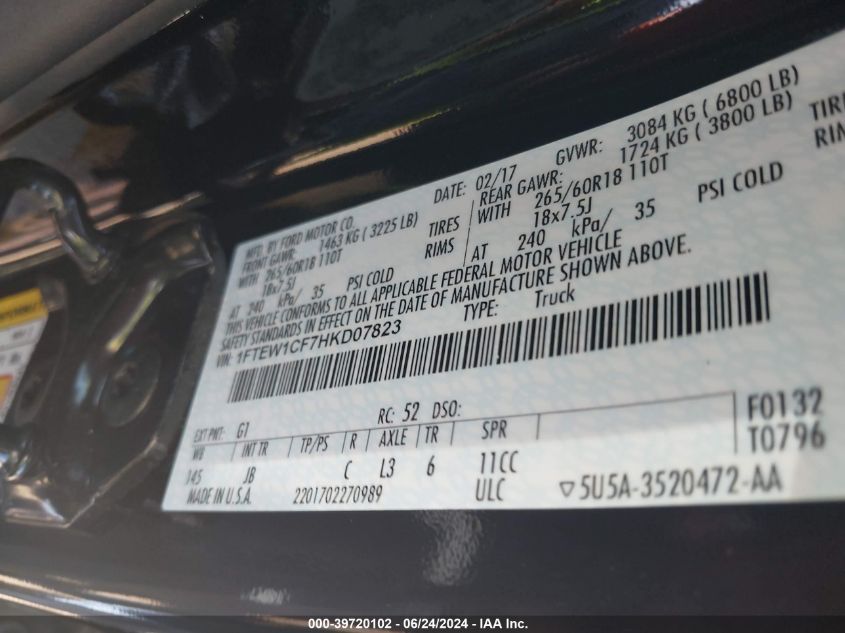 MFD. BY FORD MOTOR CO.
DATE: 02/17 GVWR: 3084 KG ( 6800 LB)
FRONT GAWR: 1463 KG ( 3225 LB) REAR GAWR: 1724 KG ( 3800 LB)
WITH 265/60R18 110T TIRES WITH 265/60R18 110T TIRE
18x7.5J RIMS 18x7.5J RIMS
AT 240 kPa/ 35 PSI COLD AT 240 kPa/ 35 PSI COLD
THIS VEHICLE CONFORMS TO ALL APPLICABLE FEDERAL MOTOR VEHICLE
SAFETY STANDARDS IN EFFECT ON THE DATE OF MANUFACTURE SHOWN ABOVE.
VIN: 1FTEW1CF7HKD07823 TYPE: Truck
F0132
T0796
EXT PNT: G1 RC: 52 DSO:
WB INT TR TP/PS R AXLE TR SPR
145 JB C L3 6 11CC
MADE IN U.S.A. 2201702270989 ULC ▽5U5A-3520472-AA
000-39720102 - 06/24/2024 - IAA Inc.